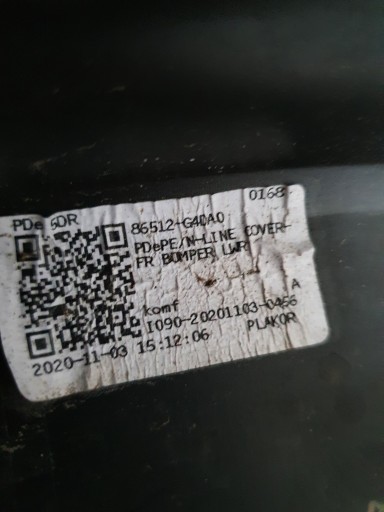 PDe 5DR
0168
86512-G4DA0
PDePE/N-LINE COVER-
FR BUMPER LWR
A
komf
I090-20201103-0456
2020-11-03 15:12:06
PLAKOR